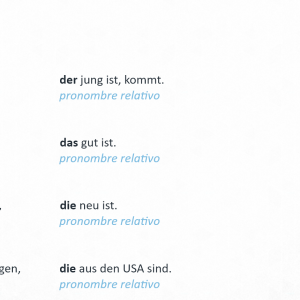 der jung ist, kommt.
pronombre relativo
das gut ist.
pronombre relativo
die neu ist.
pronombre relativo
gen, die aus den USA sind.
pronombre relativo